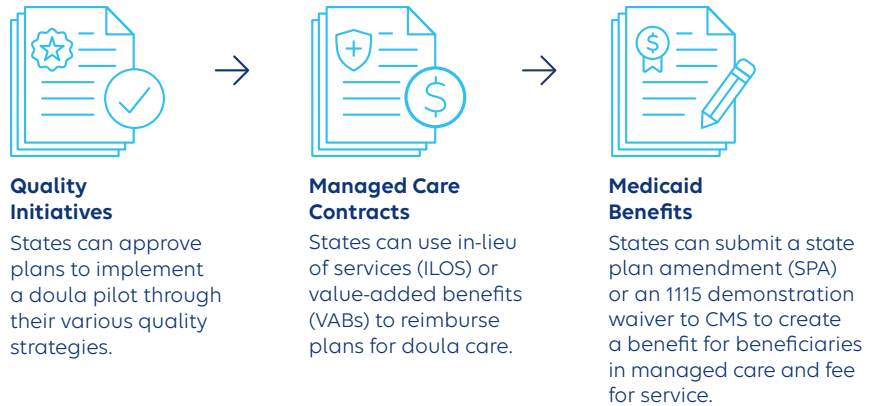 Quality
Initiatives
States can approve
plans to implement
a doula pilot through
their various quality
strategies.
$
Managed Care
Contracts
States can use in-lieu
of services (ILOS) or
value-added benefits
(VABs) to reimburse
plans for doula care.
$
Medicaid
Benefits
States can submit a state
plan amendment (SPA)
or an 1115 demonstration
waiver to CMS to create
a benefit for beneficiaries
in managed care and fee
for service.